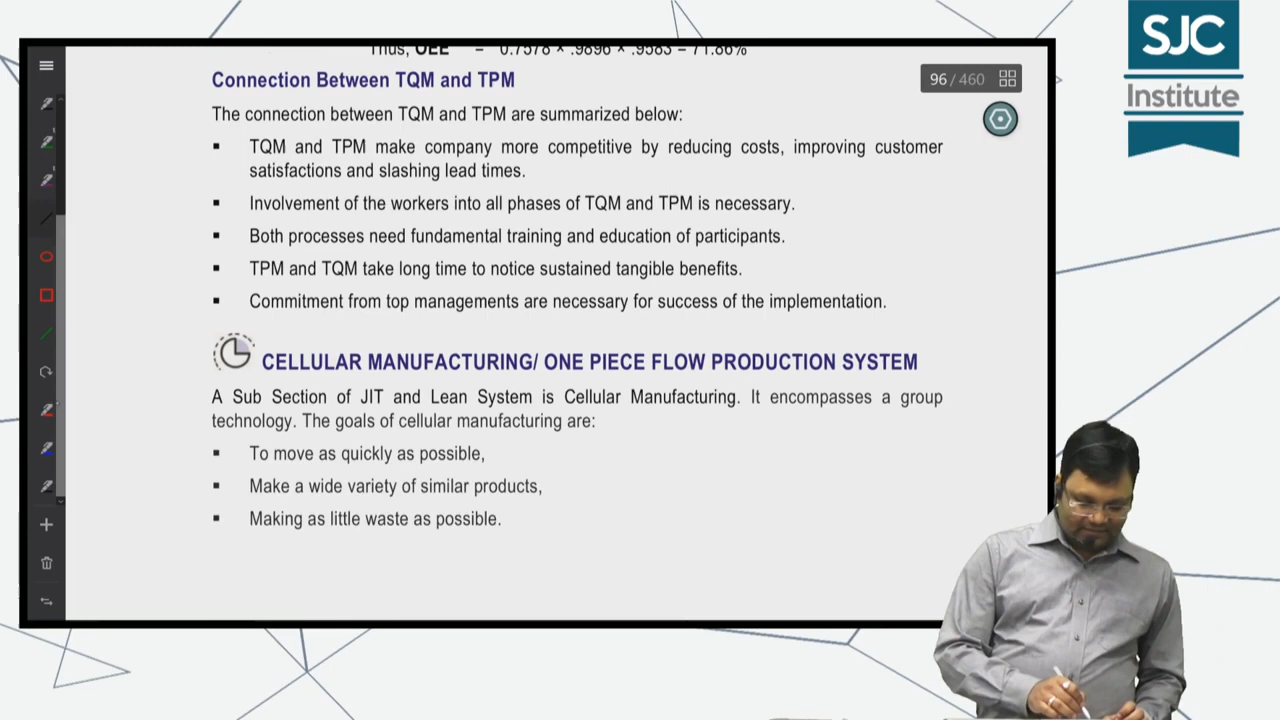 Thus, OEE = 0.7578 × .9896 × .9583 = 71.86%
Connection Between TQM and TPM
96 / 460
The connection between TQM and TPM are summarized below:
▪ TQM and TPM make company more competitive by reducing costs, improving customer
satisfactions and slashing lead times.
▪ Involvement of the workers into all phases of TQM and TPM is necessary.
▪ Both processes need fundamental training and education of participants.
▪ TPM and TQM take long time to notice sustained tangible benefits.
▪ Commitment from top managements are necessary for success of the implementation.
CELLULAR MANUFACTURING/ ONE PIECE FLOW PRODUCTION SYSTEM
A Sub Section of JIT and Lean System is Cellular Manufacturing. It encompasses a group
technology. The goals of cellular manufacturing are:
▪ To move as quickly as possible,
▪ Make a wide variety of similar products,
▪ Making as little waste as possible.
SJC
Institute